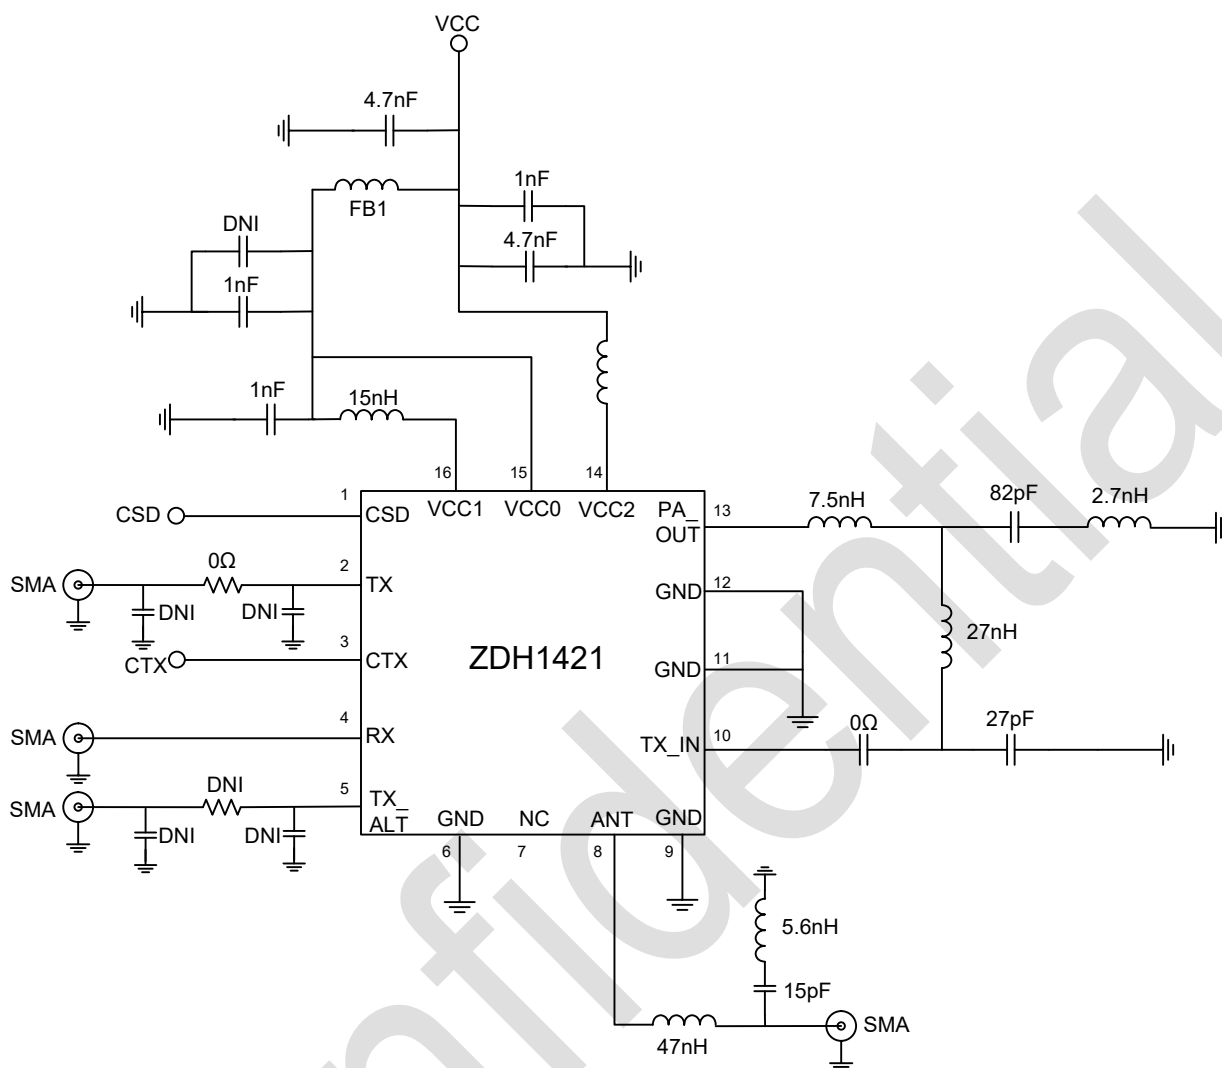 VCC
4.7nF
1nF
FB1
DNI
4.7nF
1nF
1nF
15nH
16
15
14
1
CSD
CSD
VCC1
VCC0
VCC2
PA_
OUT
13
7.5nH
82pF
2.7nH
SMA
0Ω
2
TX
DNI
DNI
GND
12
27nH
3
CTX
CTX
ZDH1421
GND
11
4
SMA
RX
TX_IN
10
0Ω
27pF
SMA
DNI
5
TX_
ALT
DNI
DNI
GND
NC
ANT
GND
6
7
8
9
5.6nH
15pF
SMA
47nH
Confidential